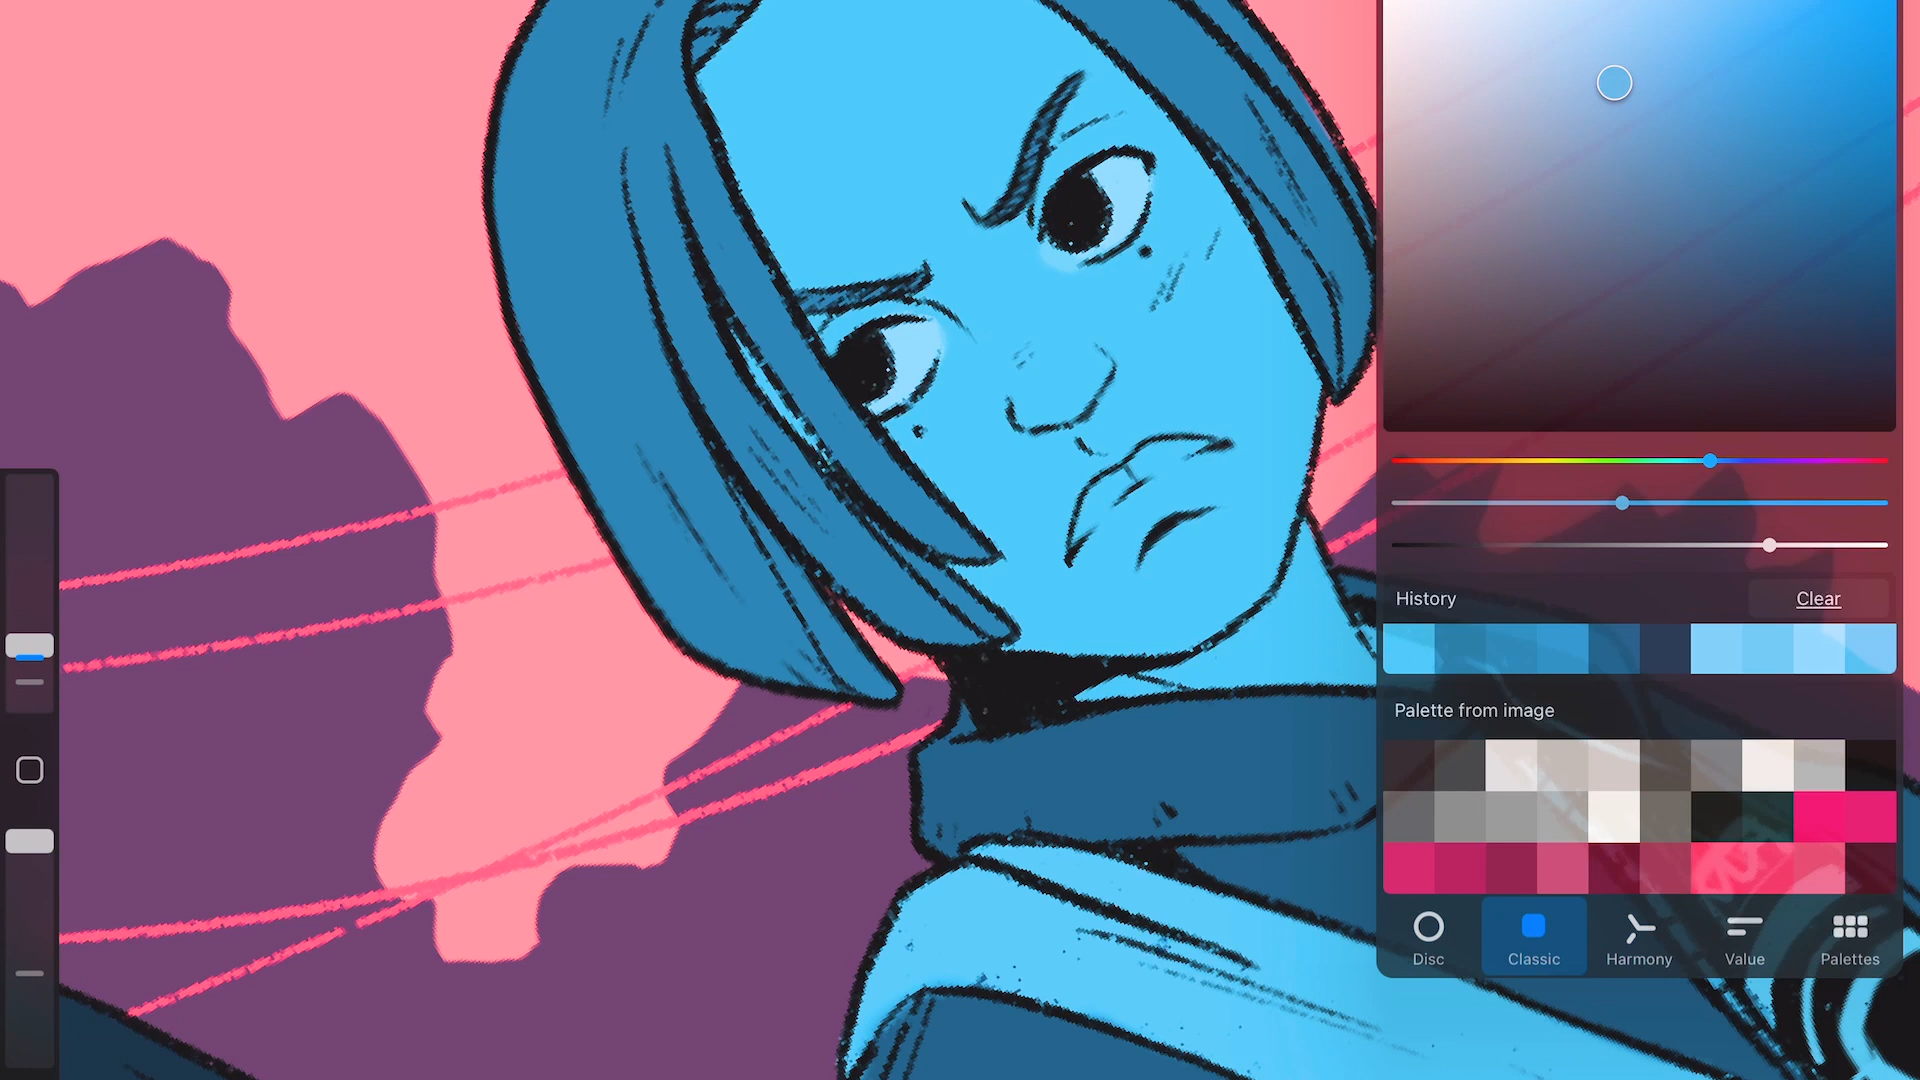 History
Clear
Palette from image
Disc
Classic
Harmony
Value
Palettes